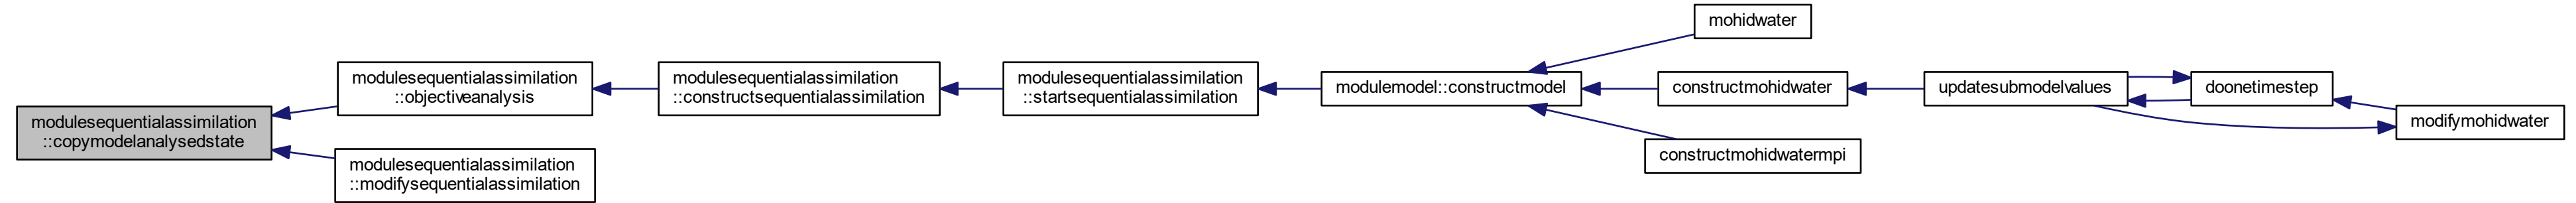 modulesequentialassimilation
::copymodelanalysedstate
modulesequentialassimilation
::objectiveanalysis
modulesequentialassimilation
::modifysequentialassimilation
modulesequentialassimilation
::constructsequentialassimilation
modulesequentialassimilation
::startsequentialassimilation
modulemodel::constructmodel
mohidwater
constructmohidwater
constructmohidwatermpi
updatesubmodelvalues
doonetimestep
modifymohidwater